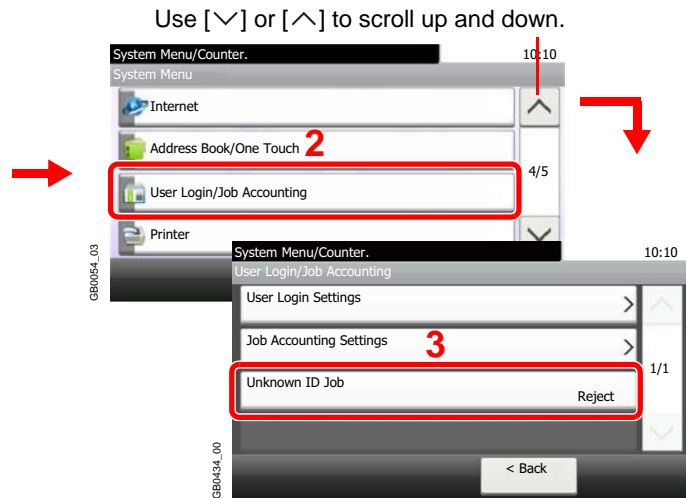 Use [∨] or [∧] to scroll up and down.
System Menu/Counter.
10:10
System Menu
Internet
Address Book/One Touch
2
4/5
User Login/Job Accounting
Printer
GB0054_03
System Menu/Counter.
10:10
User Login/Job Accounting
User Login Settings
>
Job Accounting Settings
3
>
1/1
Unknown ID Job
Reject
< Back
GB0434_00